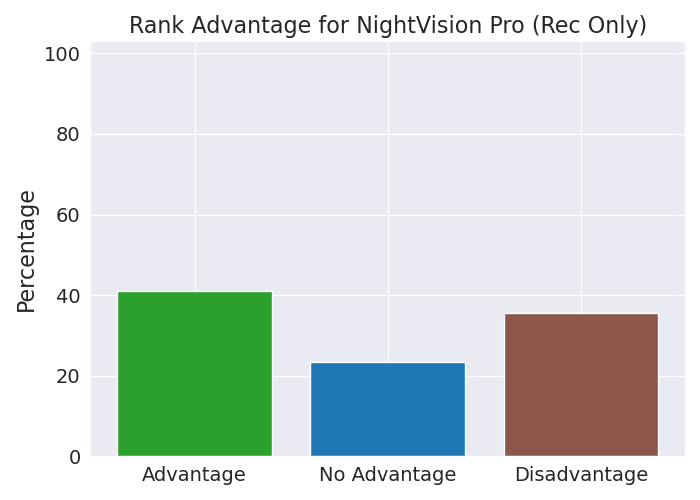 Rank Advantage for NightVision Pro (Rec Only)
100
80
60
40
20
0
Percentage
Advantage
No Advantage
Disadvantage